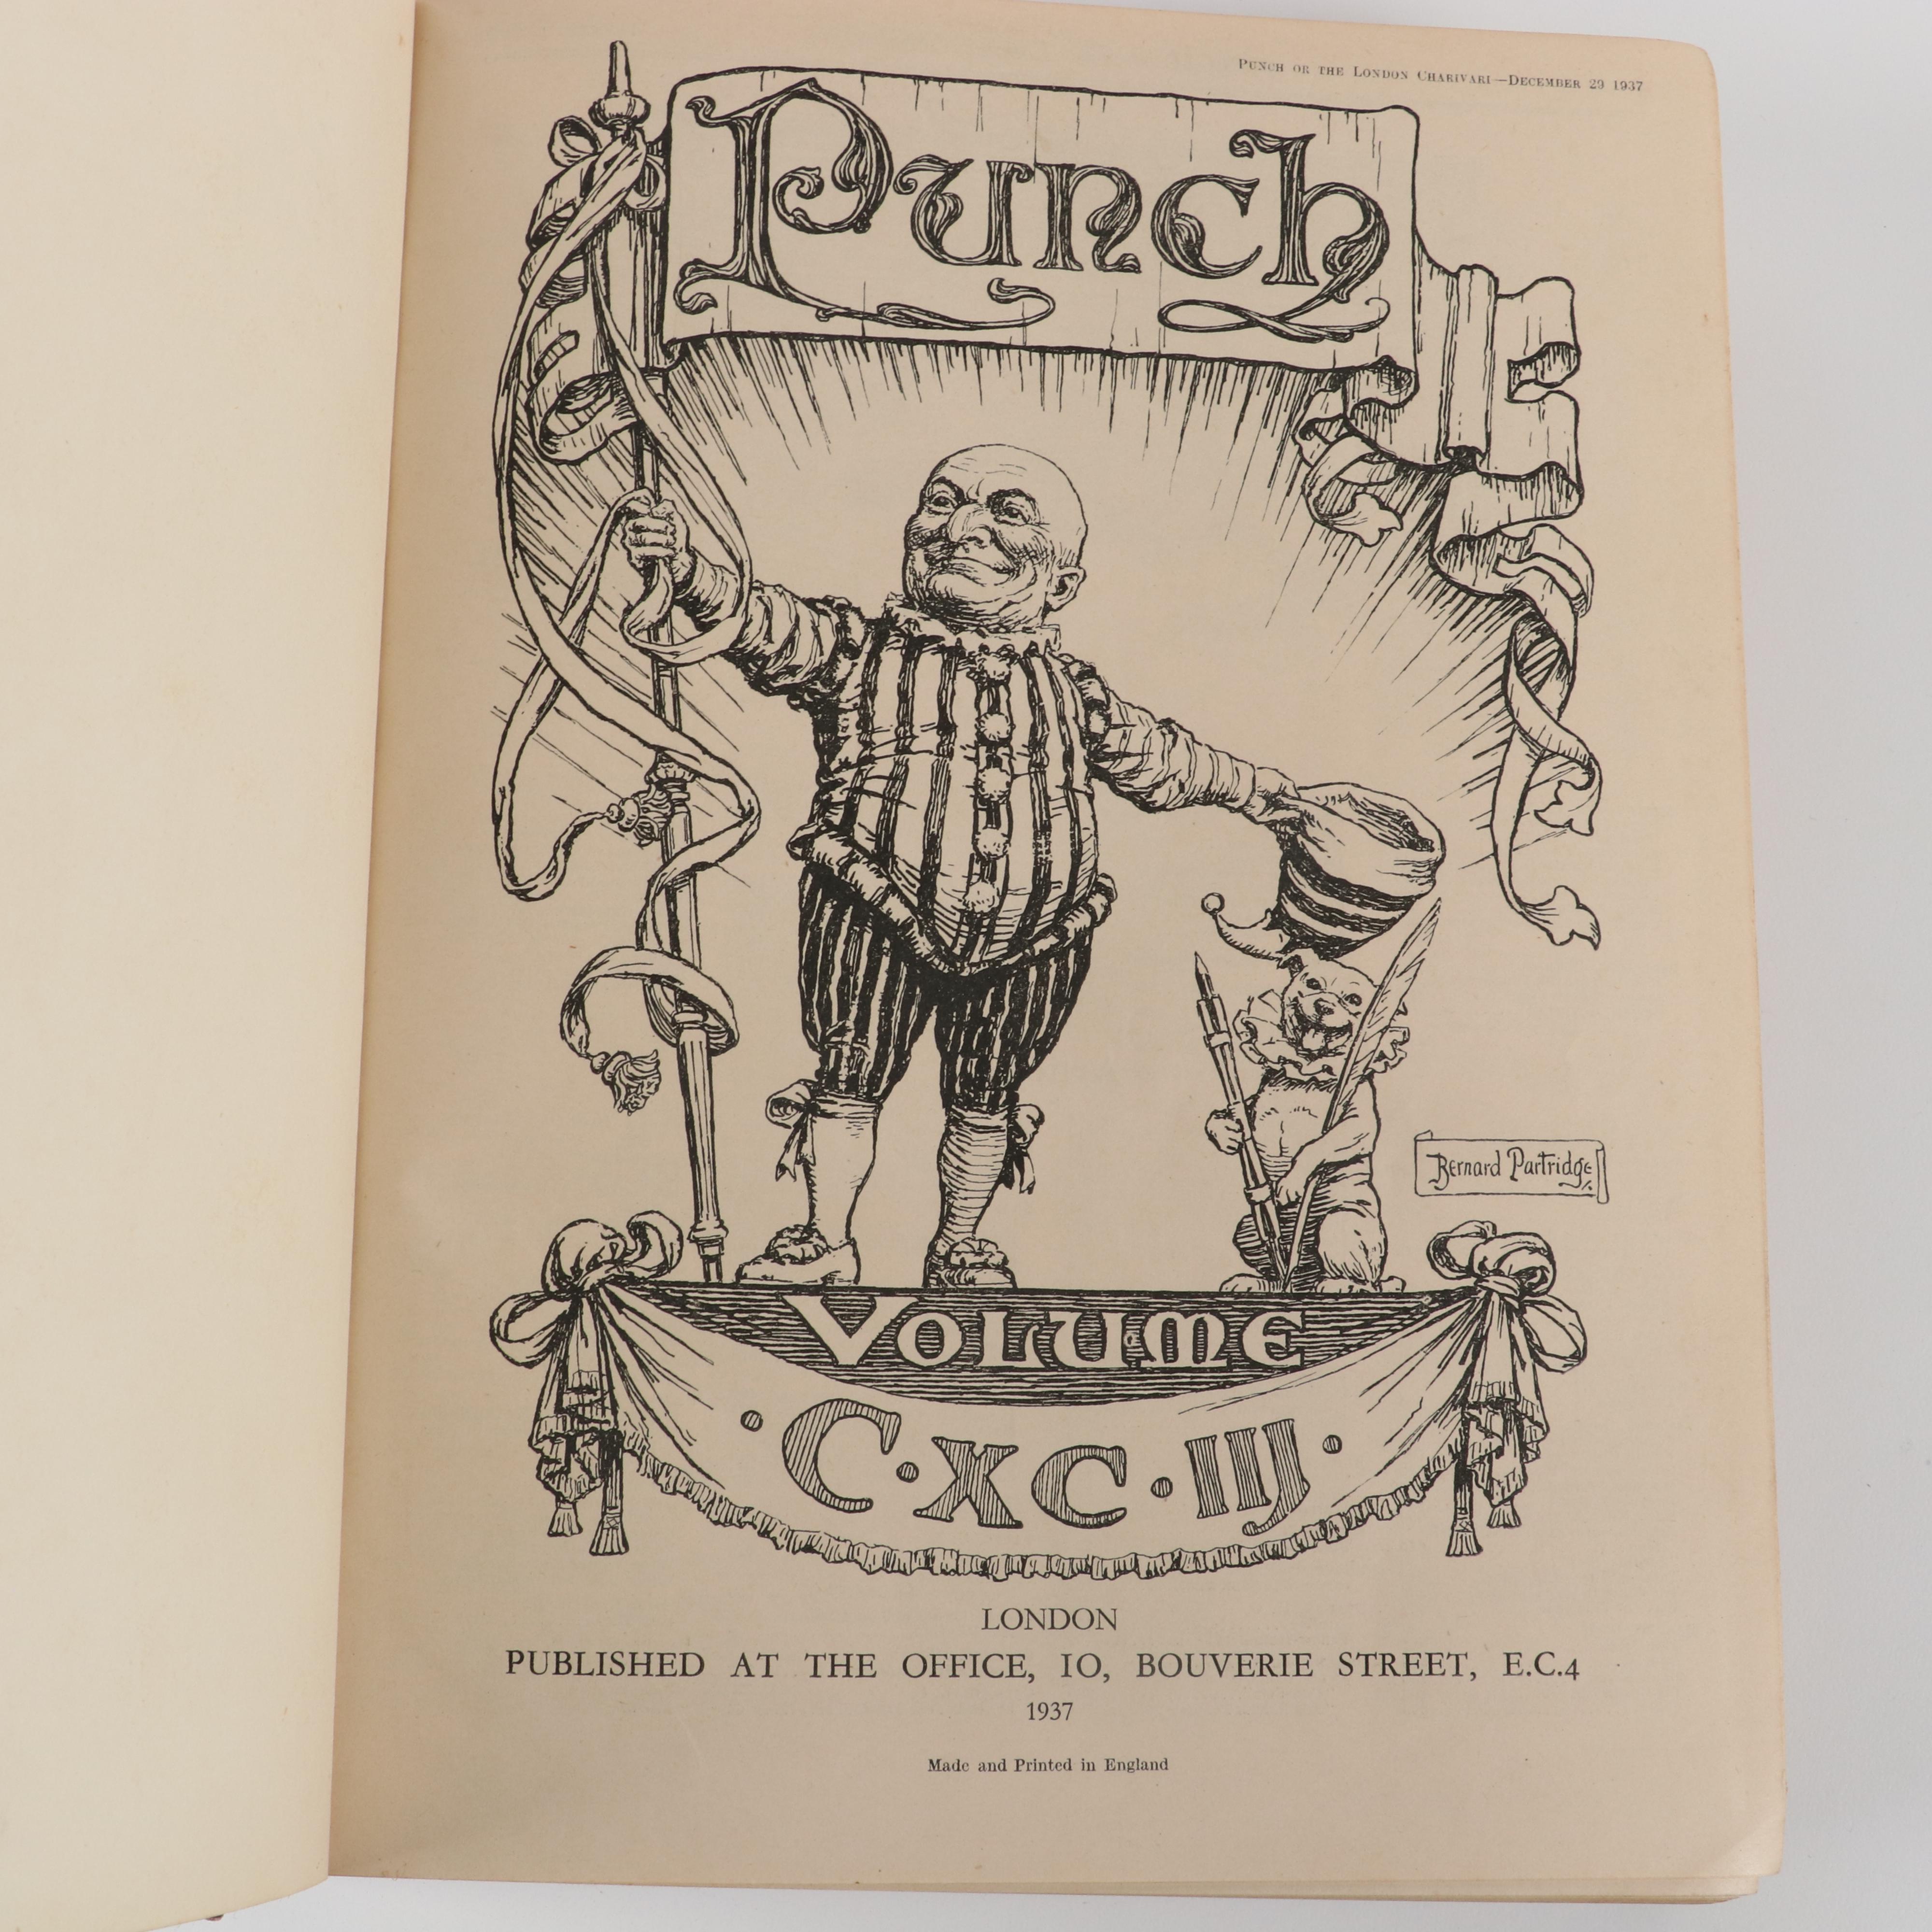 PUNCH OR THE LONDON CHARIVARI—DECEMBER 29 1937
Punch
Bernard Partridge
VOLUME
·C·XC·IIJ·
LONDON
PUBLISHED AT THE OFFICE, 10, BOUVERIE STREET, E.C.4
1937
Made and Printed in England